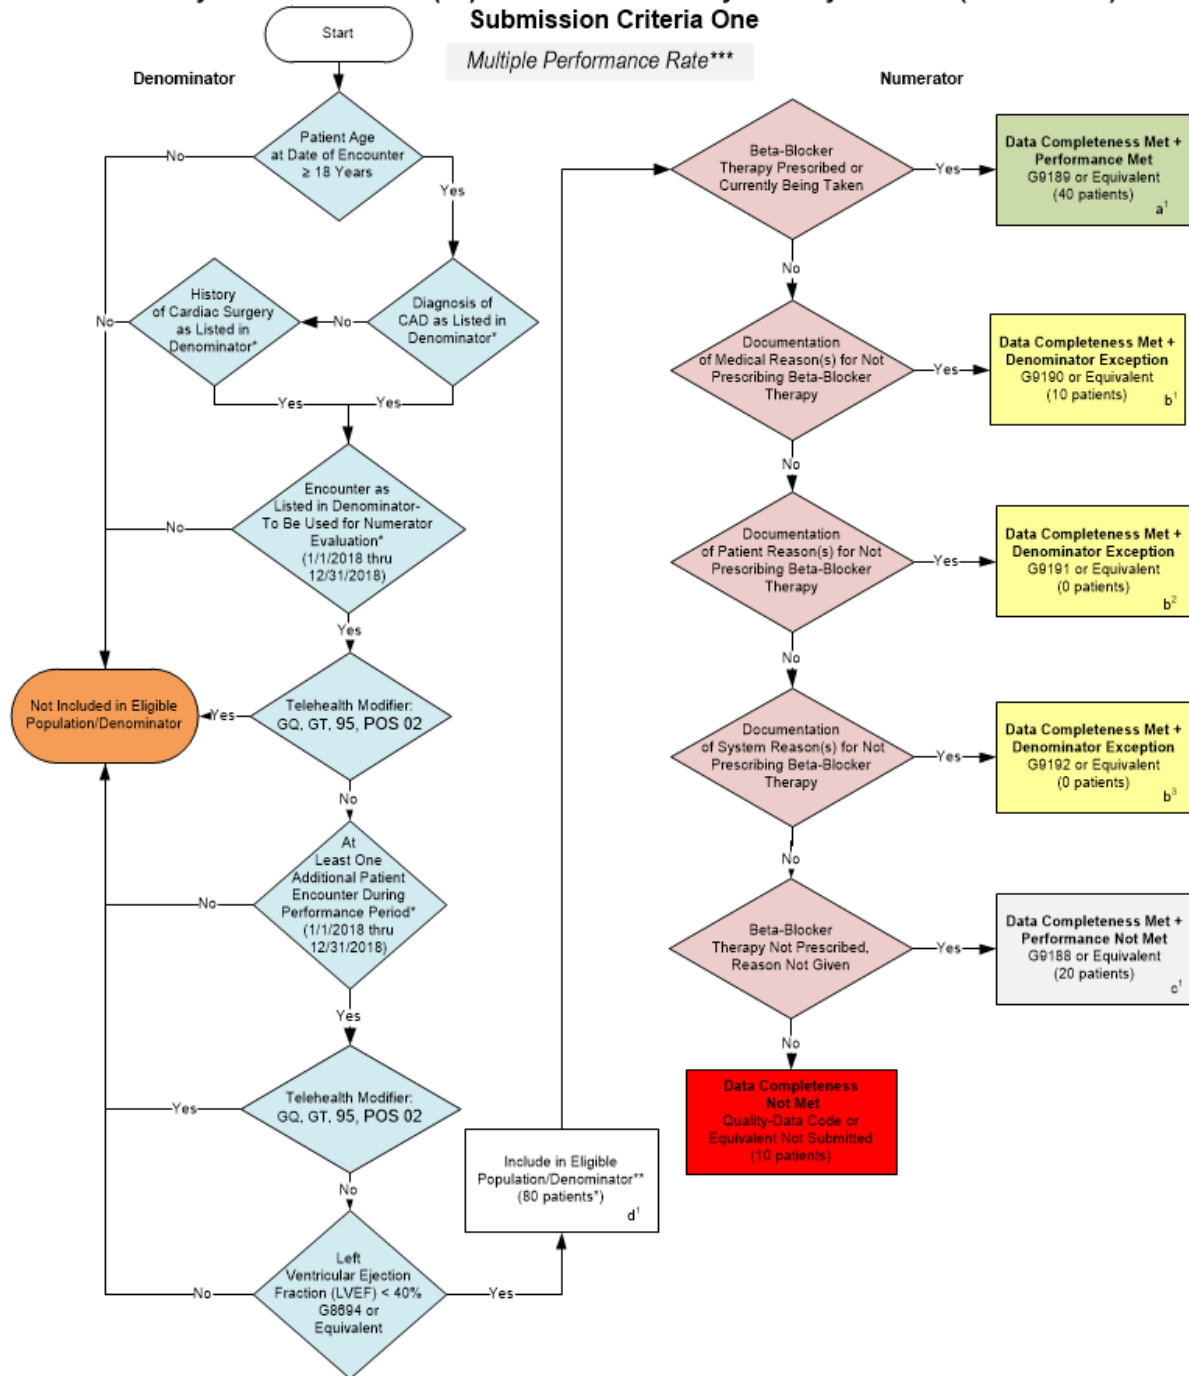 Submission Criteria One
Start
Multiple Performance Rate***
Denominator
Numerator
Patient Age
at Date of Encounter
≥ 18 Years
No
Yes
History
of Cardiac Surgery
as Listed in
Denominator*
No
No
Diagnosis of
CAD as Listed in
Denominator*
Yes
Yes
Encounter as
Listed in Denominator-
To Be Used for Numerator
Evaluation*
(1/1/2018 thru
12/31/2018)
No
Yes
Not Included in Eligible
Population/Denominator
Yes
Telehealth Modifier:
GQ, GT, 95, POS 02
No
At
Least One
Additional Patient
Encounter During
Performance Period*
(1/1/2018 thru
12/31/2018)
No
Yes
Telehealth Modifier:
GQ, GT, 95, POS 02
Yes
No
Left
Ventricular Ejection
Fraction (LVEF) < 40%
G8694 or
Equivalent
No
Yes
Include in Eligible
Population/Denominator**
(80 patients*)
d1
Beta-Blocker
Therapy Prescribed or
Currently Being Taken
Yes
Data Completeness Met +
Performance Met
G9189 or Equivalent
(40 patients)
a1
No
Documentation
of Medical Reason(s) for Not
Prescribing Beta-Blocker
Therapy
Yes
Data Completeness Met +
Denominator Exception
G9190 or Equivalent
(10 patients)
b1
No
Documentation
of Patient Reason(s) for Not
Prescribing Beta-Blocker
Therapy
Yes
Data Completeness Met +
Denominator Exception
G9191 or Equivalent
(0 patients)
b2
No
Documentation
of System Reason(s) for Not
Prescribing Beta-Blocker
Therapy
Yes
Data Completeness Met +
Denominator Exception
G9192 or Equivalent
(0 patients)
b3
No
Beta-Blocker
Therapy Not Prescribed,
Reason Not Given
Yes
Data Completeness Met +
Performance Not Met
G9188 or Equivalent
(20 patients)
c1
No
Data Completeness
Not Met
Quality-Data Code or
Equivalent Not Submitted
(10 patients)